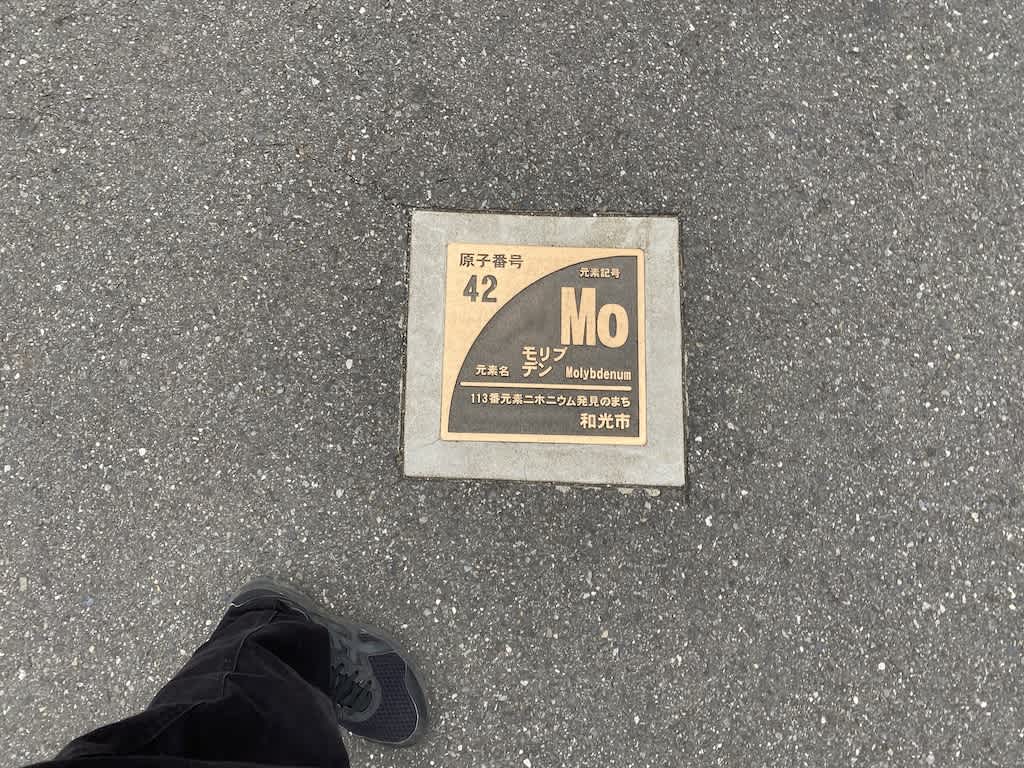 原子番号
42
元素記号
Mo
元素名 モリブデン Molybdenum
113番元素ニホニウム発見のまち
和光市